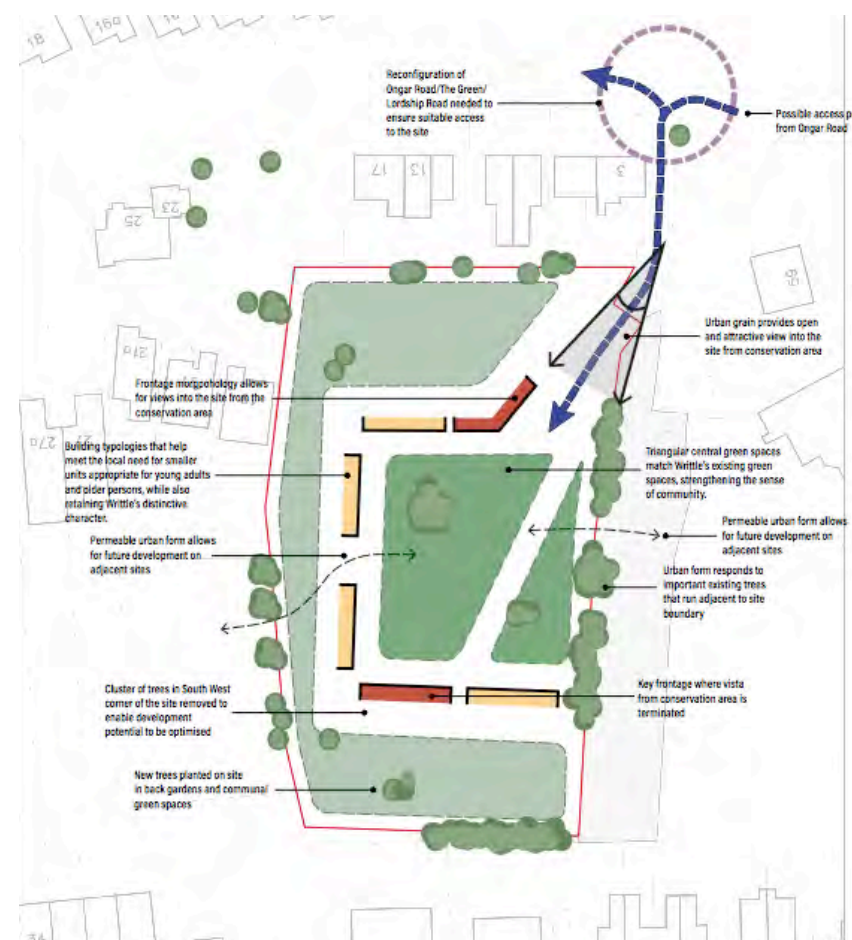 18
16a
Reconfiguration of
Ongar Road/The Green/
Lordship Road needed to
ensure suitable access
to the site
Possible access p
from Ongar Road
17
13
3
23
25
69
Urban grain provides open
and attractive view into the
site from conservation area
21a
Frontage morpohology allows
for views into the site from the
conservation area
27a
27
Building typologies that help
meet the local need for smaller
units appropriate for young adults
and older persons, while also
retaining Writtle's distinctive
character.
Triangular central green spaces
match Writtle's existing green
spaces, strengthening the sense
of community.
Permeable urban form allows
for future development on
adjacent sites
Permeable urban form allows
for future development on
adjacent sites
Urban form responds to
important existing trees
that run adjacent to site
boundary
Cluster of trees in South West
corner of the site removed to
enable development
potential to be optimised
Key frontage where vista
from conservation area is
terminated
New trees planted on site
in back gardens and communal
green spaces